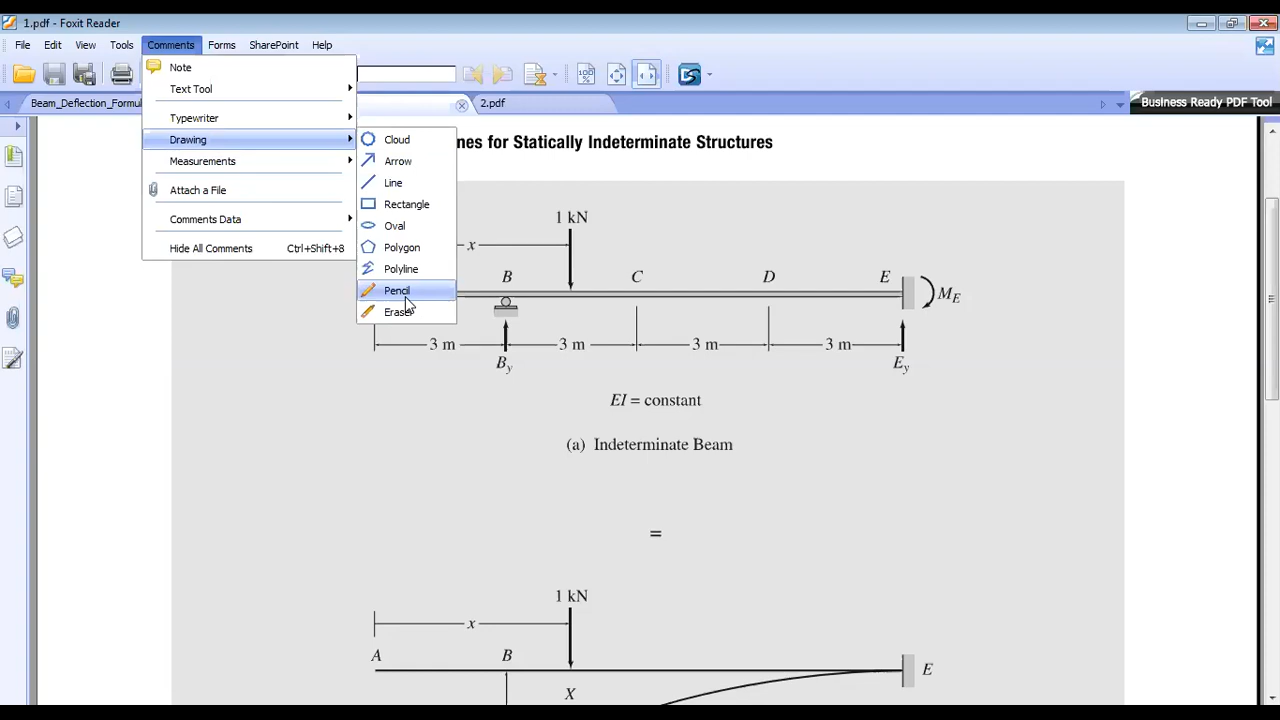 1.pdf - Foxit Reader
File Edit View Tools Comments Forms SharePoint Help
Note
Text Tool
Typewriter
Drawing
Measurements
Attach a File
Comments Data
Hide All Comments Ctrl+Shift+8
Cloud
Arrow
Line
Rectangle
Oval
Polygon
Polyline
Pencil
Eraser
100%
Beam_Deflection_Formul
2.pdf
Business Ready PDF Tool
nes for Statically Indeterminate Structures
1 kN
x
B C D E
M_E
3 m 3 m 3 m 3 m
B_y E_y
EI = constant
(a) Indeterminate Beam
=
1 kN
x
A B
E
X